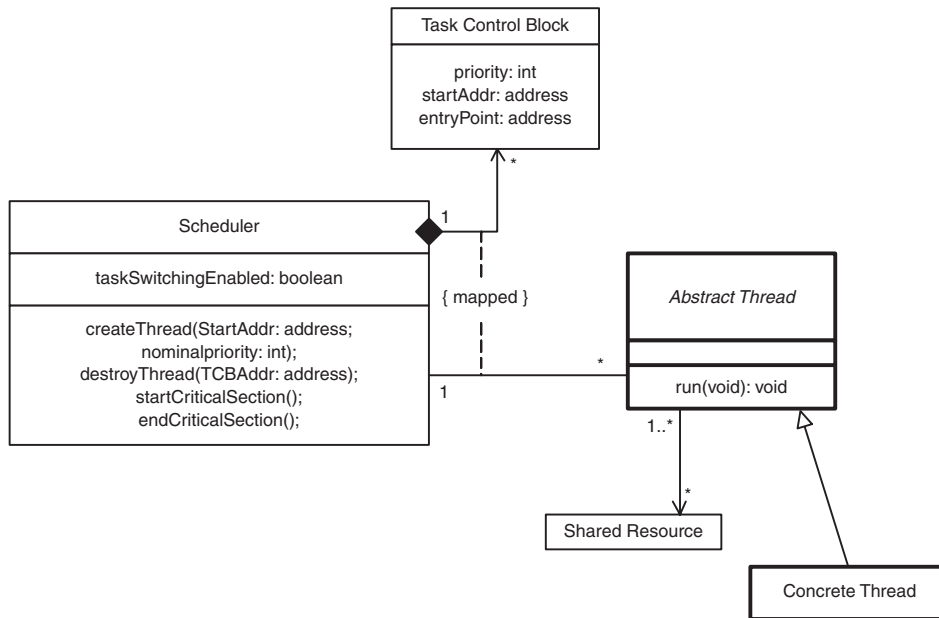 Task Control Block
priority: int
startAddr: address
entryPoint: address
*
Scheduler
1
taskSwitchingEnabled: boolean
{ mapped }
Abstract Thread
createThread(StartAddr: address;
nominalpriority: int);
destroyThread(TCBAddr: address);
startCriticalSection();
endCriticalSection();
1
*
run(void): void
1..*
*
Shared Resource
Concrete Thread